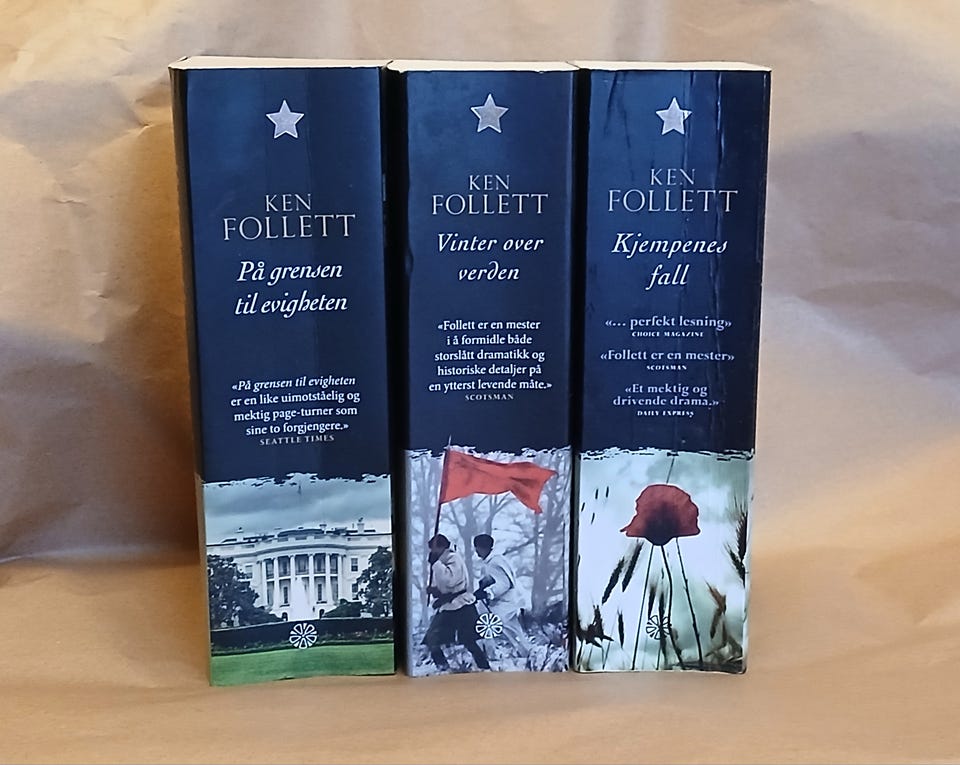 KEN
FOLLETT
På grensen
til evigheten
«På grensen til evigheten
er en like uimotståelig og
mektig page-turner som
sine to forgjengere.»
SEATTLE TIMES
KEN
FOLLETT
Vinter over
verden
«Follett er en mester
i å formidle både
storslått dramatikk og
historiske detaljer på
en ytterst levende måte.»
SCOTSMAN
KEN
FOLLETT
Kjempenes
fall
«... perfekt lesning»
CHOICE MAGAZINE
«Follett er en mester»
SCOTSMAN
«Et mektig og
drivende drama.»
DAILY EXPRESS